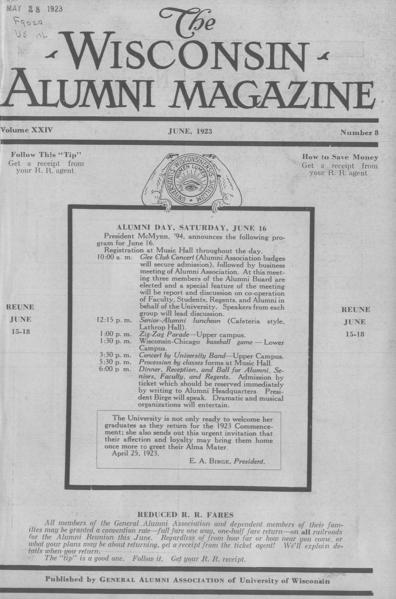 MAY 28 1923
The
WISCONSIN
ALUMNI MAGAZINE
Volume XXIV JUNE, 1923 Number 8
Follow This "Tip"
Get a receipt from
your R. R. agent
How to Save Money
Get a receipt from
your R. R. agent
ALUMNI DAY, SATURDAY, JUNE 16
President McMynn, '94, announces the following pro-
gram for June 16.
Registration at Music Hall throughout the day.
10:00 a. m. Glee Club Concert (Alumni Association badges
will secure admission), followed by business
meeting of Alumni Association. At this meet-
ing three members of the Alumni Board are
elected and a special feature of the meeting
will be report and discussion on co-operation
of Faculty, Students, Regents, and Alumni in
behalf of the University. Speakers from each
group will lead discussion.
12:15 p. m. Senior-Alumni luncheon (Cafeteria style,
Lathrop Hall).
1:00 p. m. Zig-Zag Parade—Upper campus.
1:30 p. m. Wisconsin-Chicago baseball game—Lower
Campus.
3:30 p. m. Concert by University Band—Upper Campus.
5:30 p. m. Procession by classes forms at Music Hall.
6:00 p. m. Dinner, Reception, and Ball for Alumni, Se-
niors, Faculty, and Regents. Admission by
ticket which should be reserved immediately
by writing to Alumni Headquarters. Presi-
dent Birge will speak. Dramatic and musical
organizations will entertain.
REUNE
JUNE
15-18
REUNE
JUNE
15-18
The University is not only ready to welcome her
graduates as they return for the 1923 Commence-
ment; she also sends out this urgent invitation that
their affection and loyalty may bring them home
once more to greet their Alma Mater.
April 25, 1923.
E. A. BIRGE, President.
REDUCED R. R. FARES
All members of the General Alumni Association and dependent members of their fam-
ilies may be granted a convention rate—full fare one way, one-half fare return—on all railroads
for the Alumni Reunion this June. Regardless of from how far or how near you come, or
what your plans may be about returning, get a receipt from the ticket agent! We'll explain de-
tails when you return.
The "tip" is a good one. Follow it. Get your R. R. receipt.
Published by GENERAL ALUMNI ASSOCIATION of University of Wisconsin